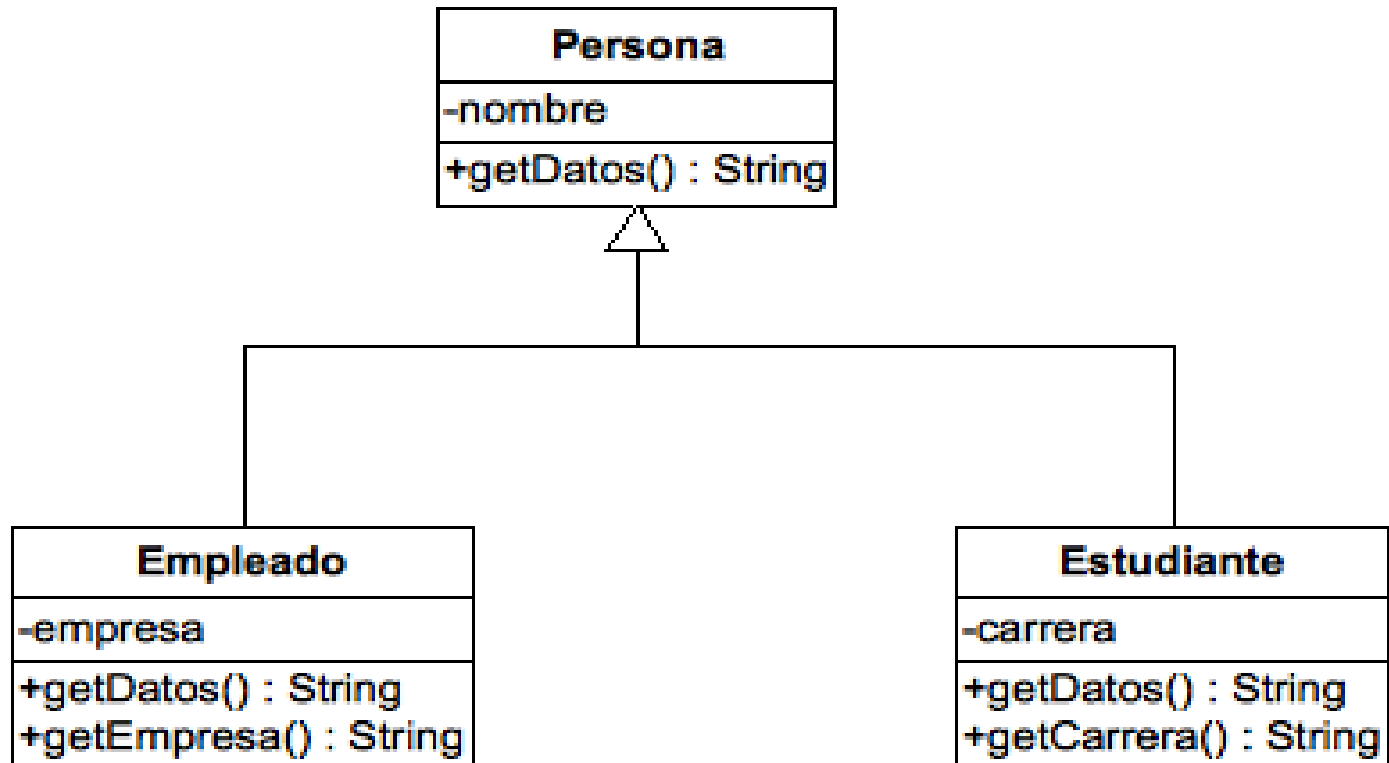 Persona
-nombre
+getDatos() : String
Empleado
-empresa
+getDatos() : String
+getEmpresa() : String
Estudiante
-carrera
+getDatos() : String
+getCarrera() : String